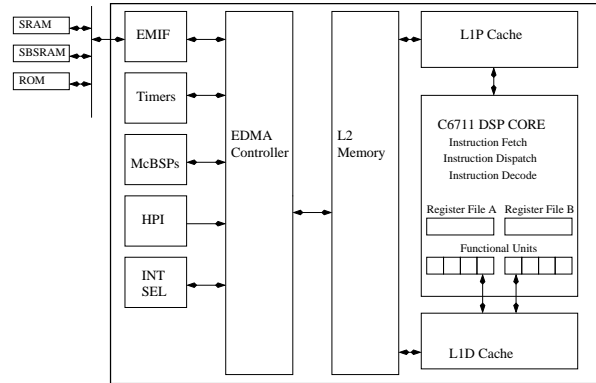 SRAM
SBSRAM
ROM
EMIF
Timers
McBSPs
HPI
INT
SEL
EDMA
Controller
L2
Memory
L1P Cache
C6711 DSP CORE
Instruction Fetch
Instruction Dispatch
Instruction Decode
Register File A
Register File B
Functional Units
L1D Cache